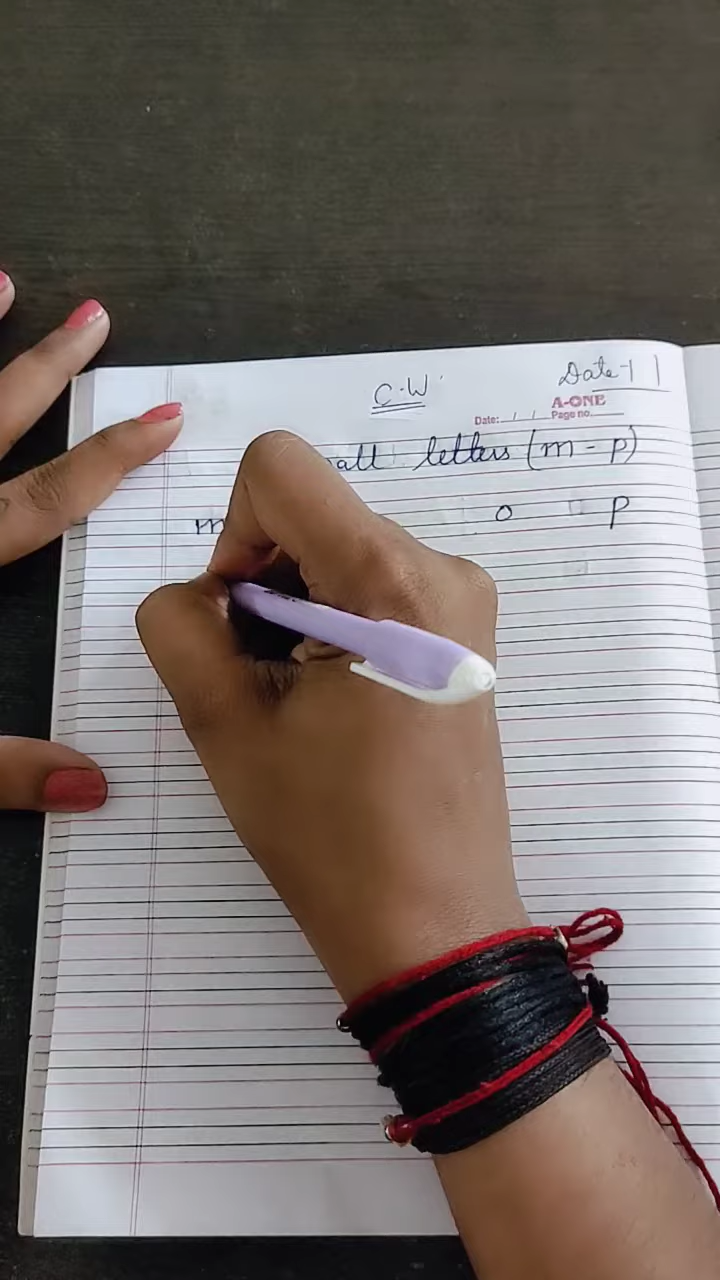 C.W
Date-| |
A-ONE
Date: / / Page no.
all letters (m - p)
m o p